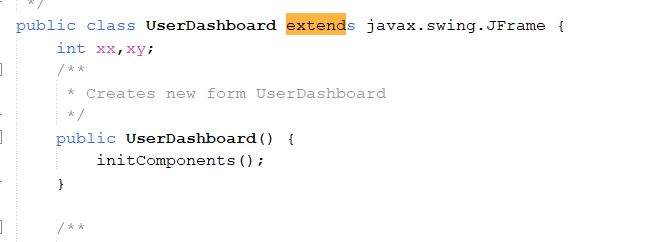 */
public class UserDashboard extends javax.swing.JFrame {
int xx,xy;
/**
* Creates new form UserDashboard
*/
public UserDashboard() {
initComponents();
}
/**